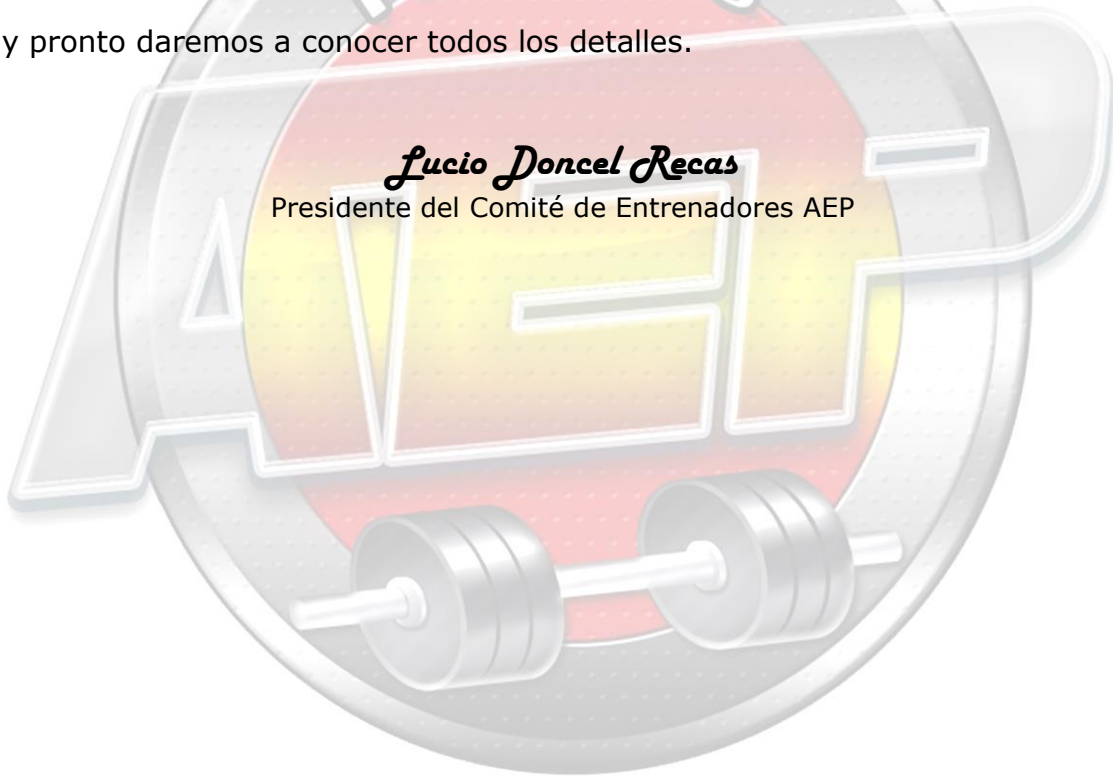 y pronto daremos a conocer todos los detalles.
Lucio Doncel Recas
Presidente del Comité de Entrenadores AEP
AEP